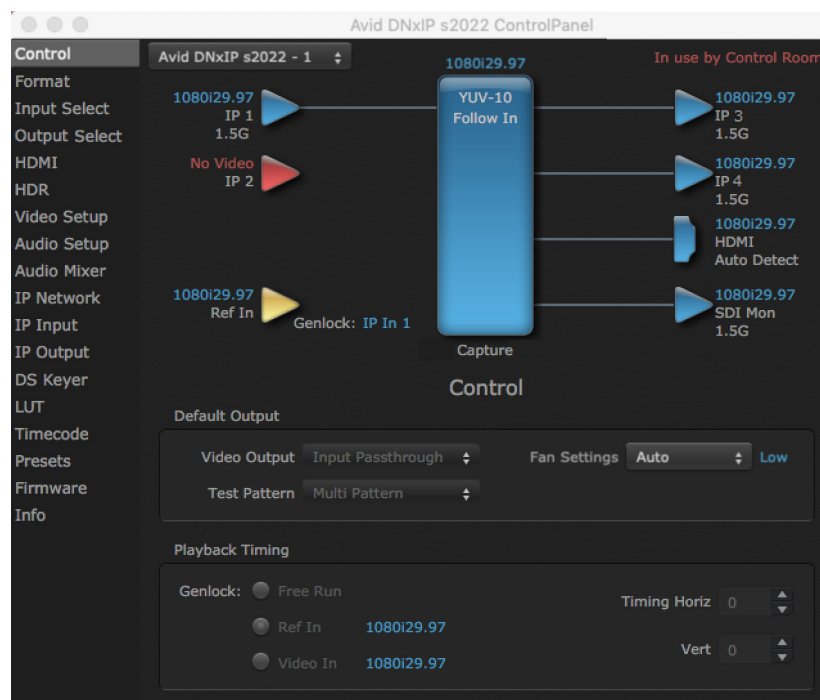 Avid DNxIP s2022 ControlPanel
Control
Format
Input Select
Output Select
HDMI
HDR
Video Setup
Audio Setup
Audio Mixer
IP Network
IP Input
IP Output
DS Keyer
LUT
Timecode
Presets
Firmware
Info
Avid DNxIP s2022 - 1
1080i29.97
In use by Control Room
1080i29.97
IP 1
1.5G
No Video
IP 2
1080i29.97
Ref In
Genlock: IP In 1
YUV-10
Follow In
Capture
1080i29.97
IP 3
1.5G
1080i29.97
IP 4
1.5G
1080i29.97
HDMI
Auto Detect
1080i29.97
SDI Mon
1.5G
Control
Default Output
Video Output Input Passthrough
Fan Settings Auto Low
Test Pattern Multi Pattern
Playback Timing
Genlock: Free Run
Ref In 1080i29.97
Video In 1080i29.97
Timing Horiz 0
Vert 0